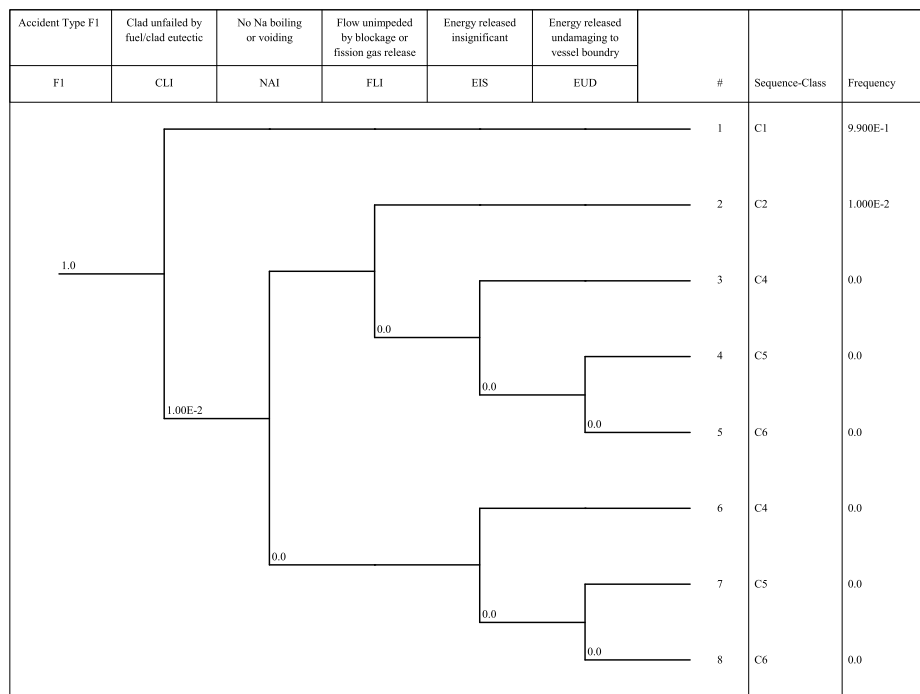 Accident Type F1
Clad unfailed by
fuel/clad eutectic
No Na boiling
or voiding
Flow unimpeded
by blockage or
fission gas release
Energy released
insignificant
Energy released
undamaging to
vessel boundry
F1
CLI
NAI
FLI
EIS
EUD
#
Sequence-Class
Frequency
1
C1
9.900E-1
2
C2
1.000E-2
1.0
3
C4
0.0
0.0
4
C5
0.0
0.0
1.00E-2
0.0
5
C6
0.0
6
C4
0.0
0.0
7
C5
0.0
0.0
0.0
8
C6
0.0